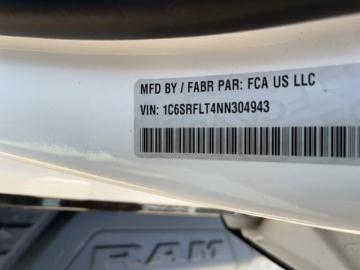 MFD BY / FABR PAR: FCA US LLC
VIN: 1C6SRFLT4NN304943
RAM